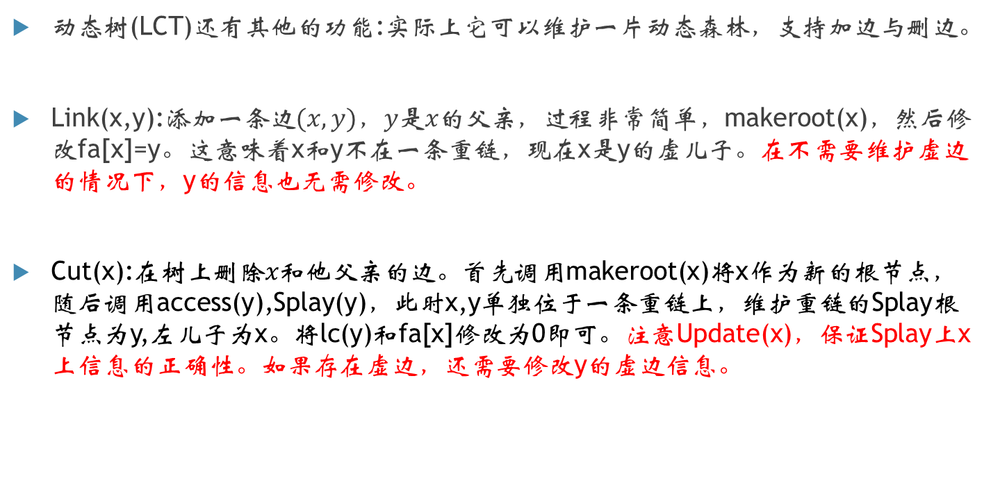 动态树(LCT)还有其他的功能:实际上它可以维护一片动态森林，支持加边与删边。
Link(x,y):添加一条边(x,y)，y是x的父亲，过程非常简单，makeroot(x)，然后修
改fa[x]=y。这意味着x和y不在一条重链，现在x是y的虚儿子。在不需要维护虚边
的情况下，y的信息也无需修改。
Cut(x):在树上删除x和他父亲的边。首先调用makeroot(x)将x作为新的根节点，
随后调用access(y),Splay(y)，此时x,y单独位于一条重链上，维护重链的Splay根
节点为y,左儿子为x。将lc(y)和fa[x]修改为0即可。注意Update(x)，保证Splay上x
上信息的正确性。如果存在虚边，还需要修改y的虚边信息。